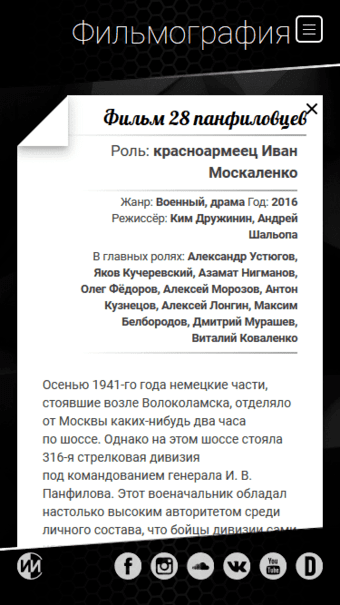 Фильмография
Фильм 28 панфиловцев
Роль: красноармеец Иван
Москаленко
Жанр: Военный, драма Год: 2016
Режиссёр: Ким Дружинин, Андрей
Шальопа
В главных ролях: Александр Устюгов,
Яков Кучеревский, Азамат Нигманов,
Олег Фёдоров, Алексей Морозов, Антон
Кузнецов, Алексей Лонгин, Максим
Белбородов, Дмитрий Мурашев,
Виталий Коваленко
Осенью 1941-го года немецкие части,
стоявшие возле Волоколамска, отделяло
от Москвы каких-нибудь два часа
по шоссе. Однако на этом шоссе стояла
316-я стрелковая дивизия
под командованием генерала И. В.
Панфилова. Этот военачальник обладал
настолько высоким авторитетом среди
личного состава, что бойцы дивизии сами
You Tube